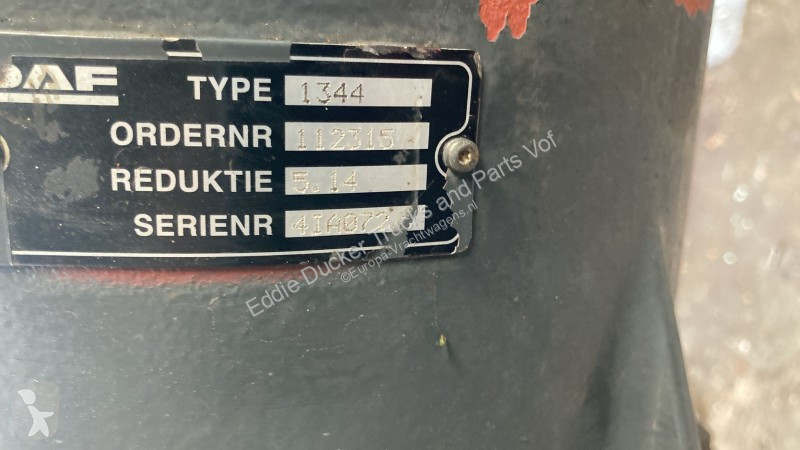 DAF
TYPE 1344
ORDERNR 112315
REDUKTIE 5.14
SERIENR
Eddie Ducker Trucks and Parts Vof
©Europa-Vrachtwagens.nl